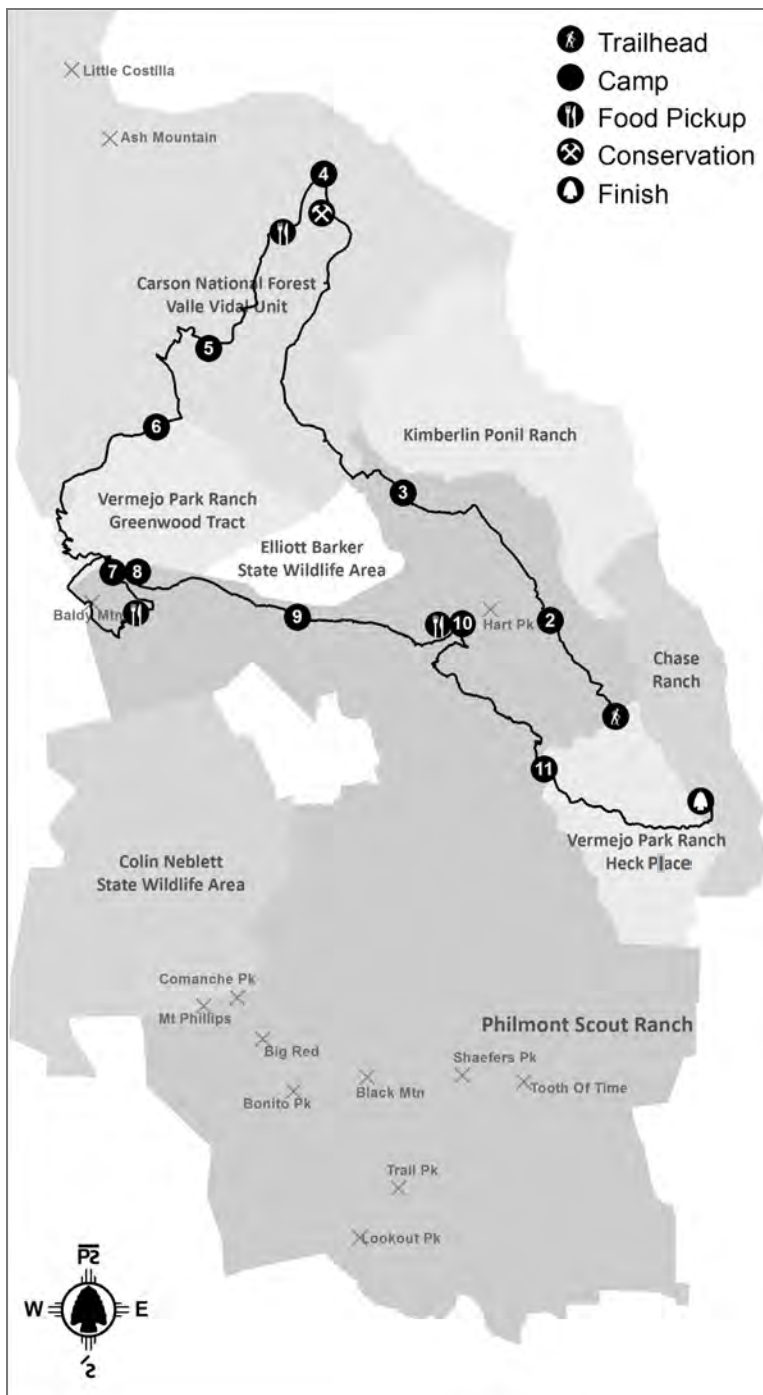 Trailhead
Camp
Food Pickup
Conservation
Finish
Little Costilla
Ash Mountain
4
Carson National Forest
Valle Vidal Unit
5
6
Kimberlin Ponil Ranch
3
Vermejo Park Ranch
Greenwood Tract
Elliott Barker
State Wildlife Area
7
8
Baldy Mtn
9
10
Hart Pk
2
Chase
Ranch
11
Vermejo Park Ranch
Heck Place
Colin Neblett
State Wildlife Area
Comanche Pk
Mt Phillips
Big Red
Bonito Pk
Philmont Scout Ranch
Shaefers Pk
Black Mtn
Tooth Of Time
Trail Pk
Lookout Pk
W
E